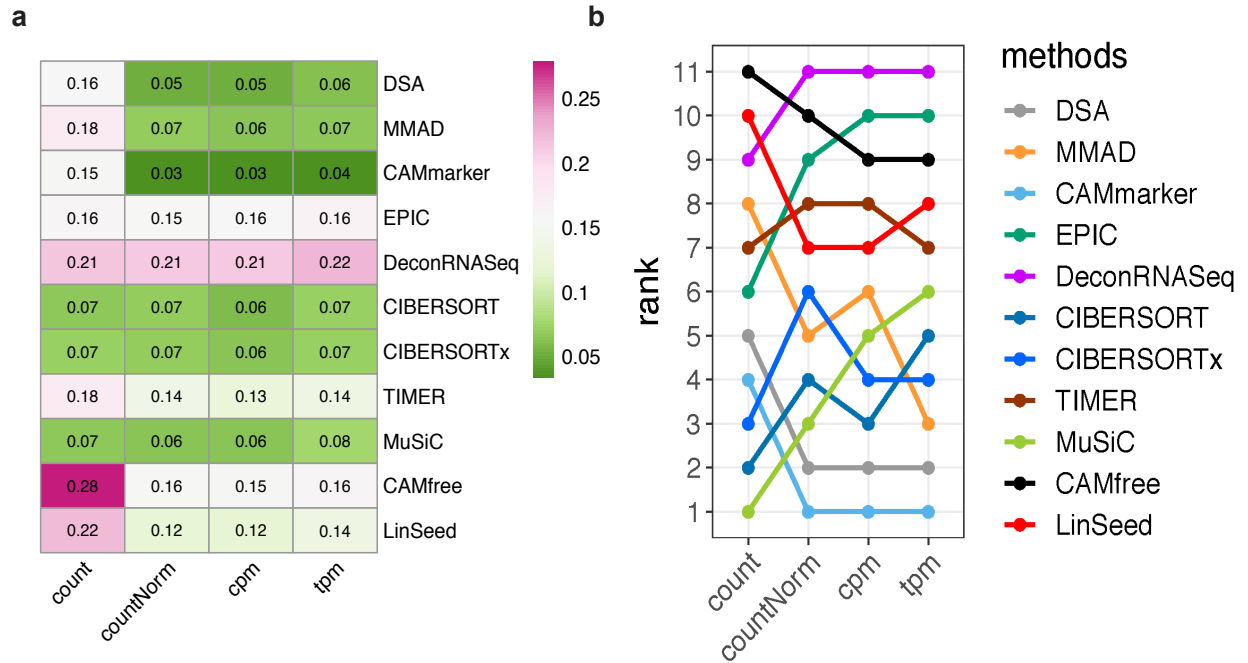 a
0.16 0.05 0.05 0.06 DSA
0.18 0.07 0.06 0.07 MMAD
0.15 0.03 0.03 0.04 CAMmarker
0.16 0.15 0.16 0.16 EPIC
0.21 0.21 0.21 0.22 DeconRNASeq
0.07 0.07 0.06 0.07 CIBERSORT
0.07 0.07 0.06 0.07 CIBERSORTx
0.18 0.14 0.13 0.14 TIMER
0.07 0.06 0.06 0.08 MuSiC
0.28 0.16 0.15 0.16 CAMfree
0.22 0.12 0.12 0.14 LinSeed
count countNorm cpm tpm
0.25
0.2
0.15
0.1
0.05
b
rank
11
10
9
8
7
6
5
4
3
2
1
count countNorm cpm tpm
methods
DSA
MMAD
CAMmarker
EPIC
DeconRNASeq
CIBERSORT
CIBERSORTx
TIMER
MuSiC
CAMfree
LinSeed